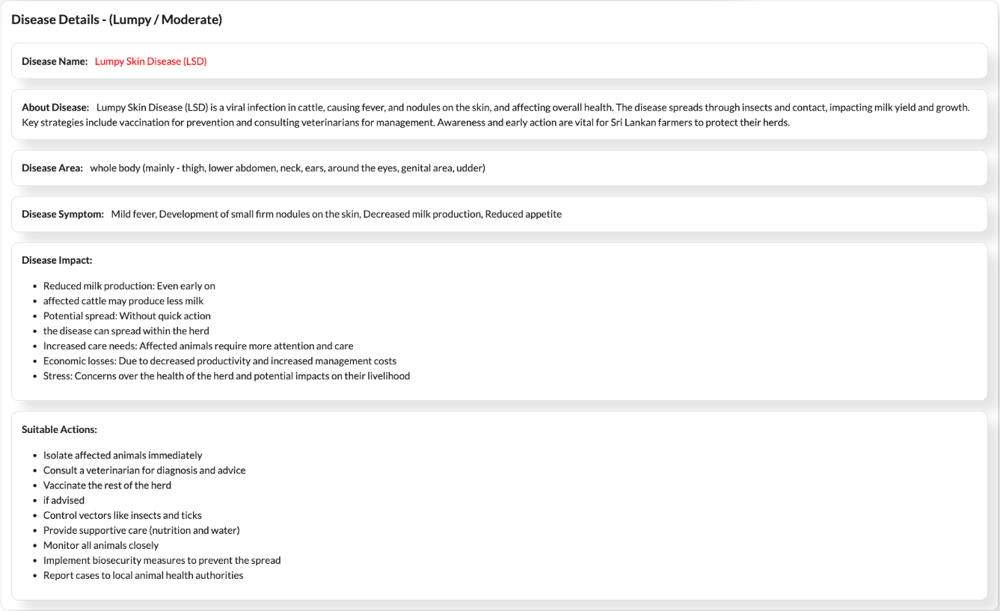 Disease Details - (Lumpy / Moderate)
Disease Name: Lumpy Skin Disease (LSD)
About Disease: Lumpy Skin Disease (LSD) is a viral infection in cattle, causing fever, and nodules on the skin, and affecting overall health. The disease spreads through insects and contact, impacting milk yield and growth.
Key strategies include vaccination for prevention and consulting veterinarians for management. Awareness and early action are vital for Sri Lankan farmers to protect their herds.
Disease Area: whole body (mainly - thigh, lower abdomen, neck, ears, around the eyes, genital area, udder)
Disease Symptom: Mild fever, Development of small firm nodules on the skin, Decreased milk production, Reduced appetite
Disease Impact:
• Reduced milk production: Even early on
• affected cattle may produce less milk
• Potential spread: Without quick action
• the disease can spread within the herd
• Increased care needs: Affected animals require more attention and care
• Economic losses: Due to decreased productivity and increased management costs
• Stress: Concerns over the health of the herd and potential impacts on their livelihood
Suitable Actions:
• Isolate affected animals immediately
• Consult a veterinarian for diagnosis and advice
• Vaccinate the rest of the herd
• if advised
• Control vectors like insects and ticks
• Provide supportive care (nutrition and water)
• Monitor all animals closely
• Implement biosecurity measures to prevent the spread
• Report cases to local animal health authorities